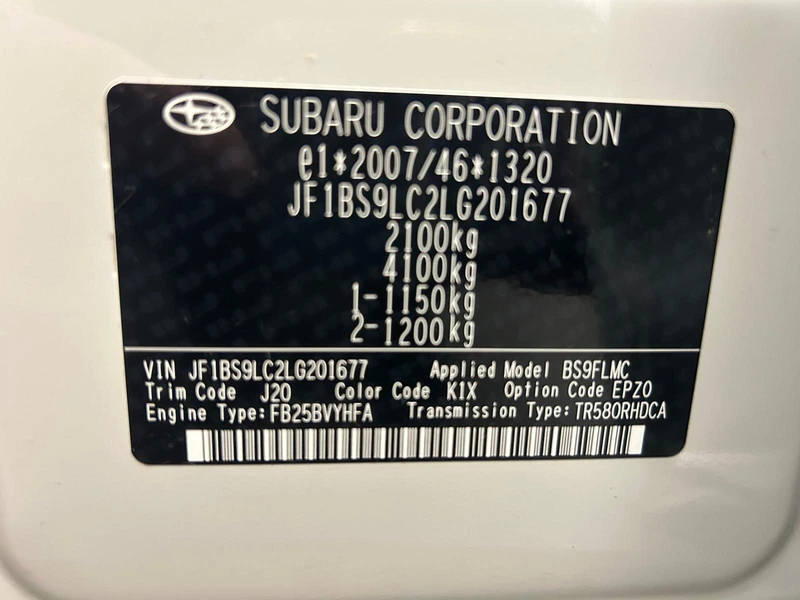 SUBARU CORPORATION
e1*2007/46*1320
JF1BS9LC2LG201677
2100kg
4100kg
1-1150kg
2-1200kg
VIN JF1BS9LC2LG201677 Applied Model BS9FLMC
Trim Code J20 Color Code K1X Option Code EPZO
Engine Type:FB25BVYHFA Transmission Type:TR580RHDCA